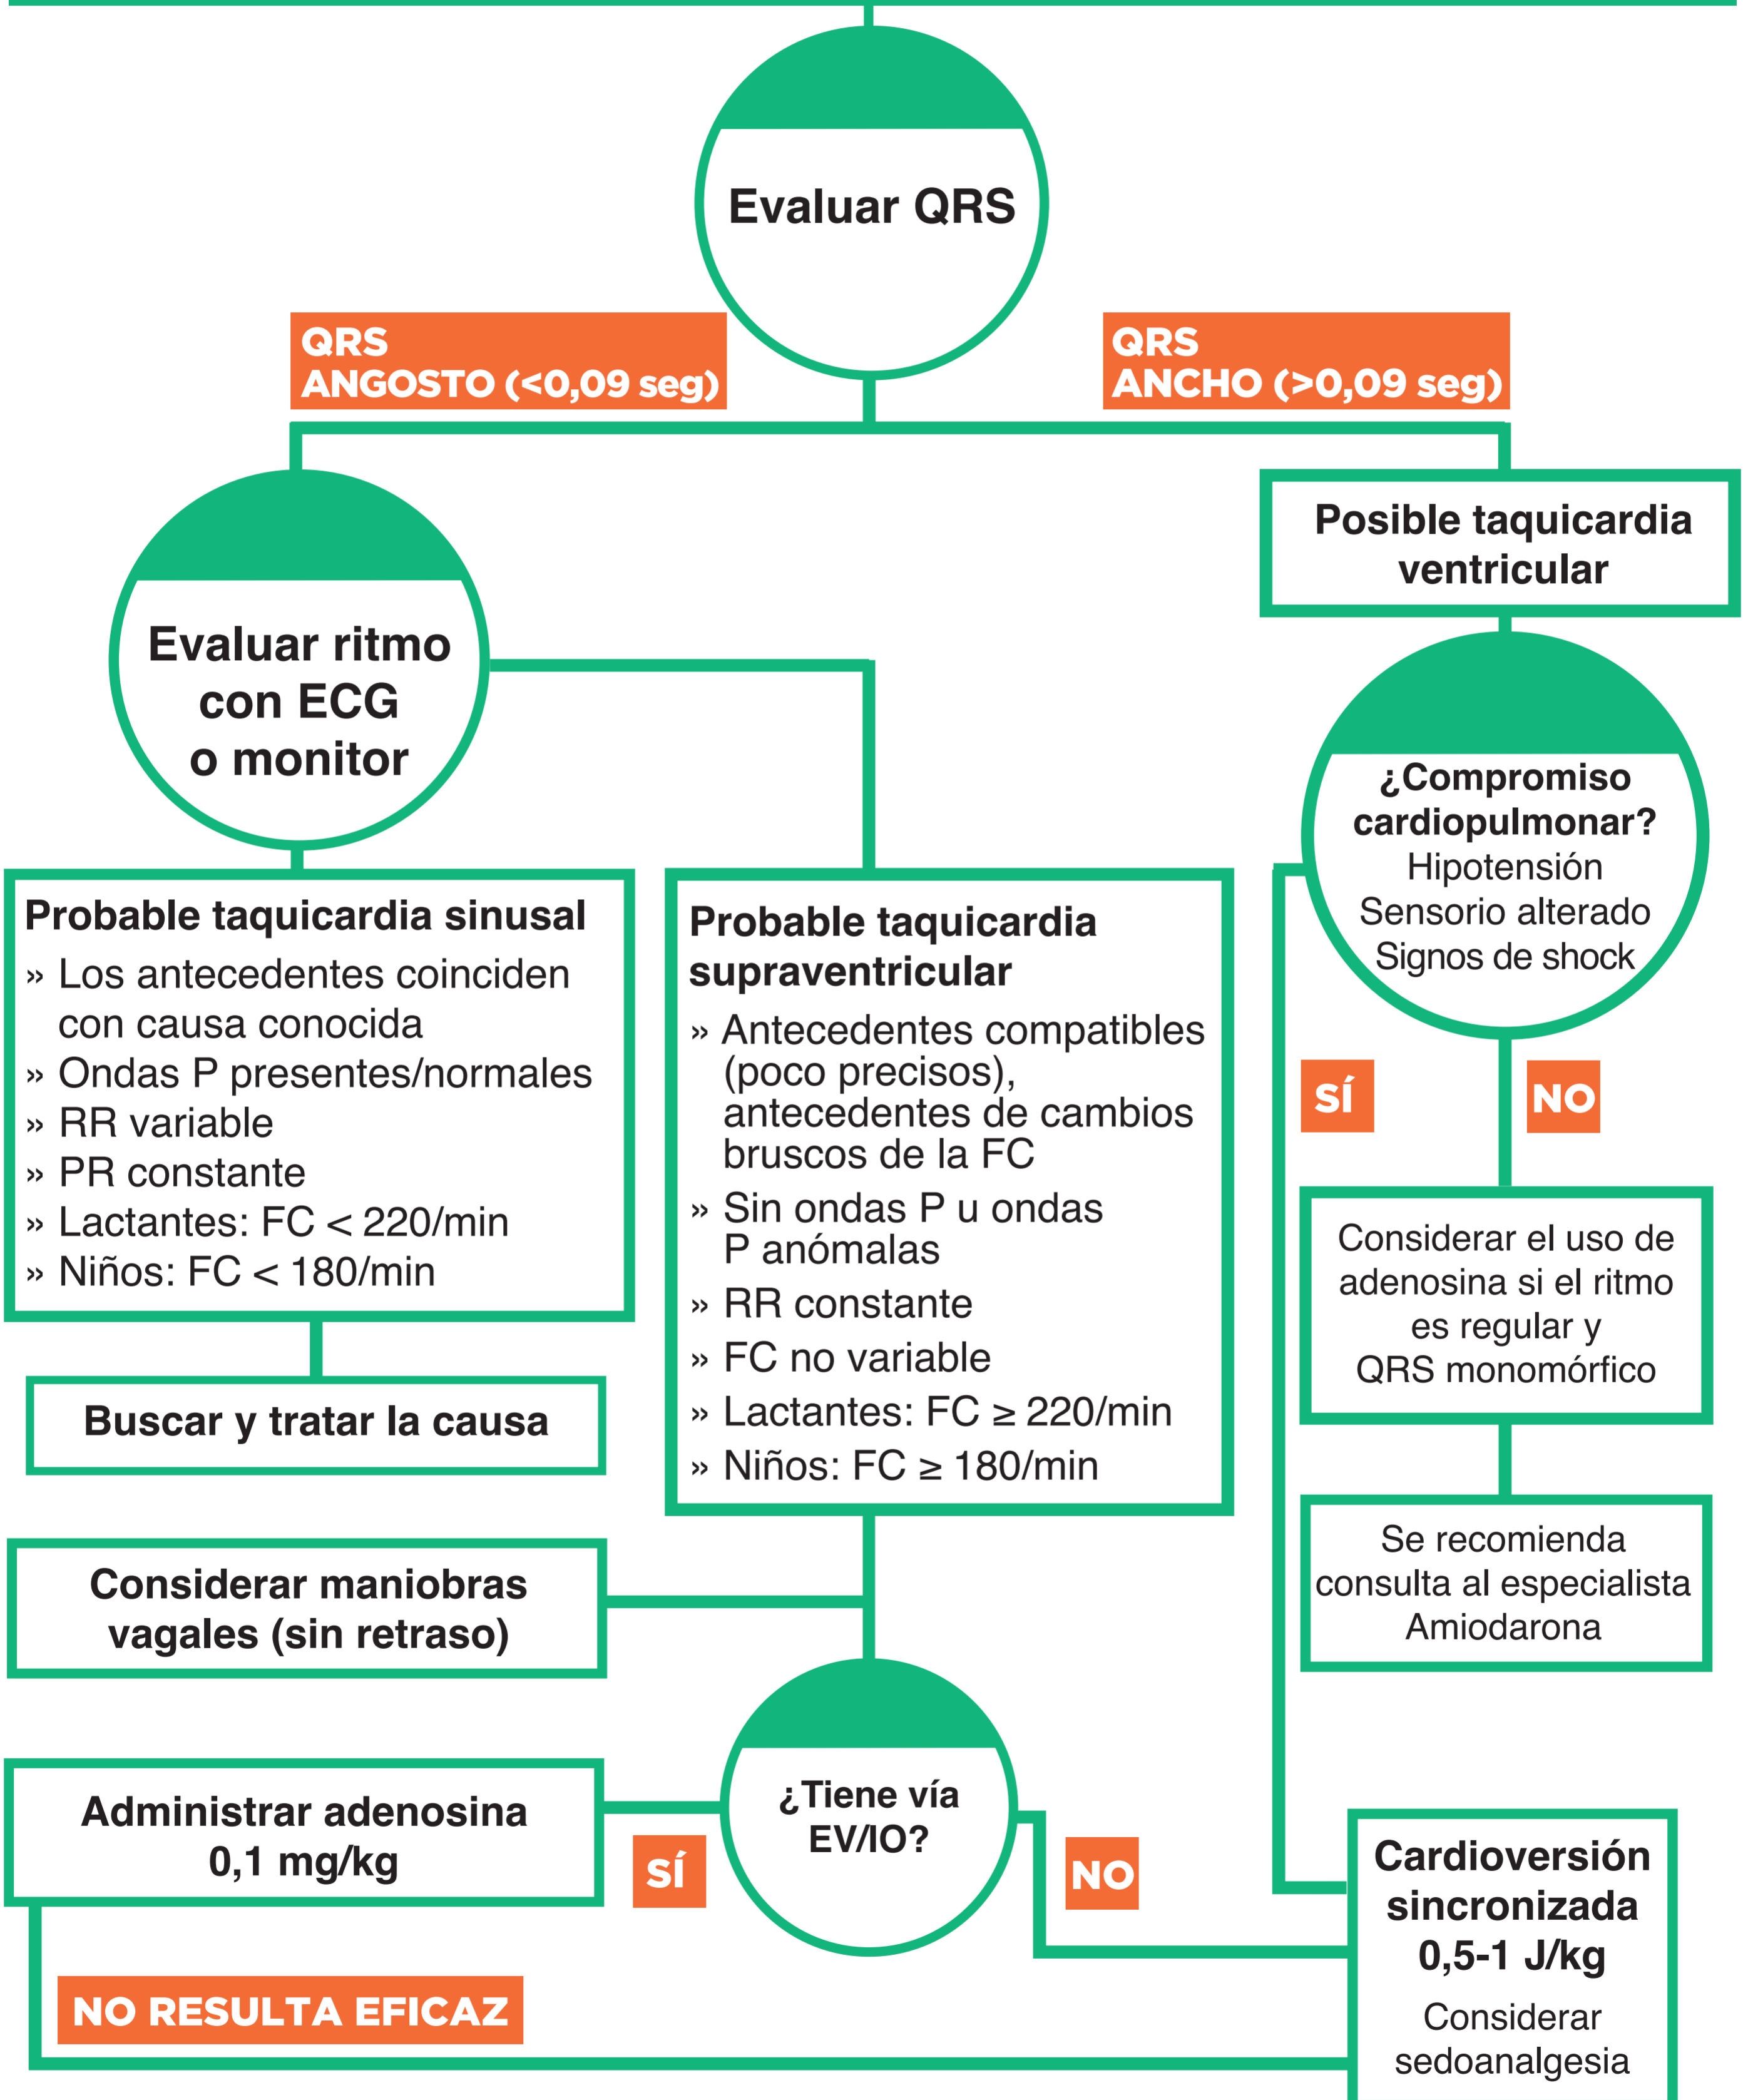 Evaluar QRS
QRS
ANGOSTO (<0,09 seg)
QRS
ANCHO (>0,09 seg)
Evaluar ritmo
con ECG
o monitor
Posible taquicardia
ventricular
¿Compromiso
cardiopulmonar?
Hipotensión
Sensorio alterado
Signos de shock
Probable taquicardia sinusal
» Los antecedentes coinciden
con causa conocida
» Ondas P presentes/normales
» RR variable
» PR constante
» Lactantes: FC < 220/min
» Niños: FC < 180/min
Buscar y tratar la causa
Probable taquicardia
supraventricular
» Antecedentes compatibles
(poco precisos),
antecedentes de cambios
bruscos de la FC
» Sin ondas P u ondas
P anómalas
» RR constante
» FC no variable
» Lactantes: FC ≥ 220/min
» Niños: FC ≥ 180/min
SÍ
NO
Considerar el uso de
adenosina si el ritmo
es regular y
QRS monomórfico
Se recomienda
consulta al especialista
Amiodarona
Considerar maniobras
vagales (sin retraso)
¿Tiene vía
EV/IO?
Administrar adenosina
0,1 mg/kg
SÍ
NO
Cardioversión
sincronizada
0,5-1 J/kg
Considerar
sedoanalgesia
NO RESULTA EFICAZ